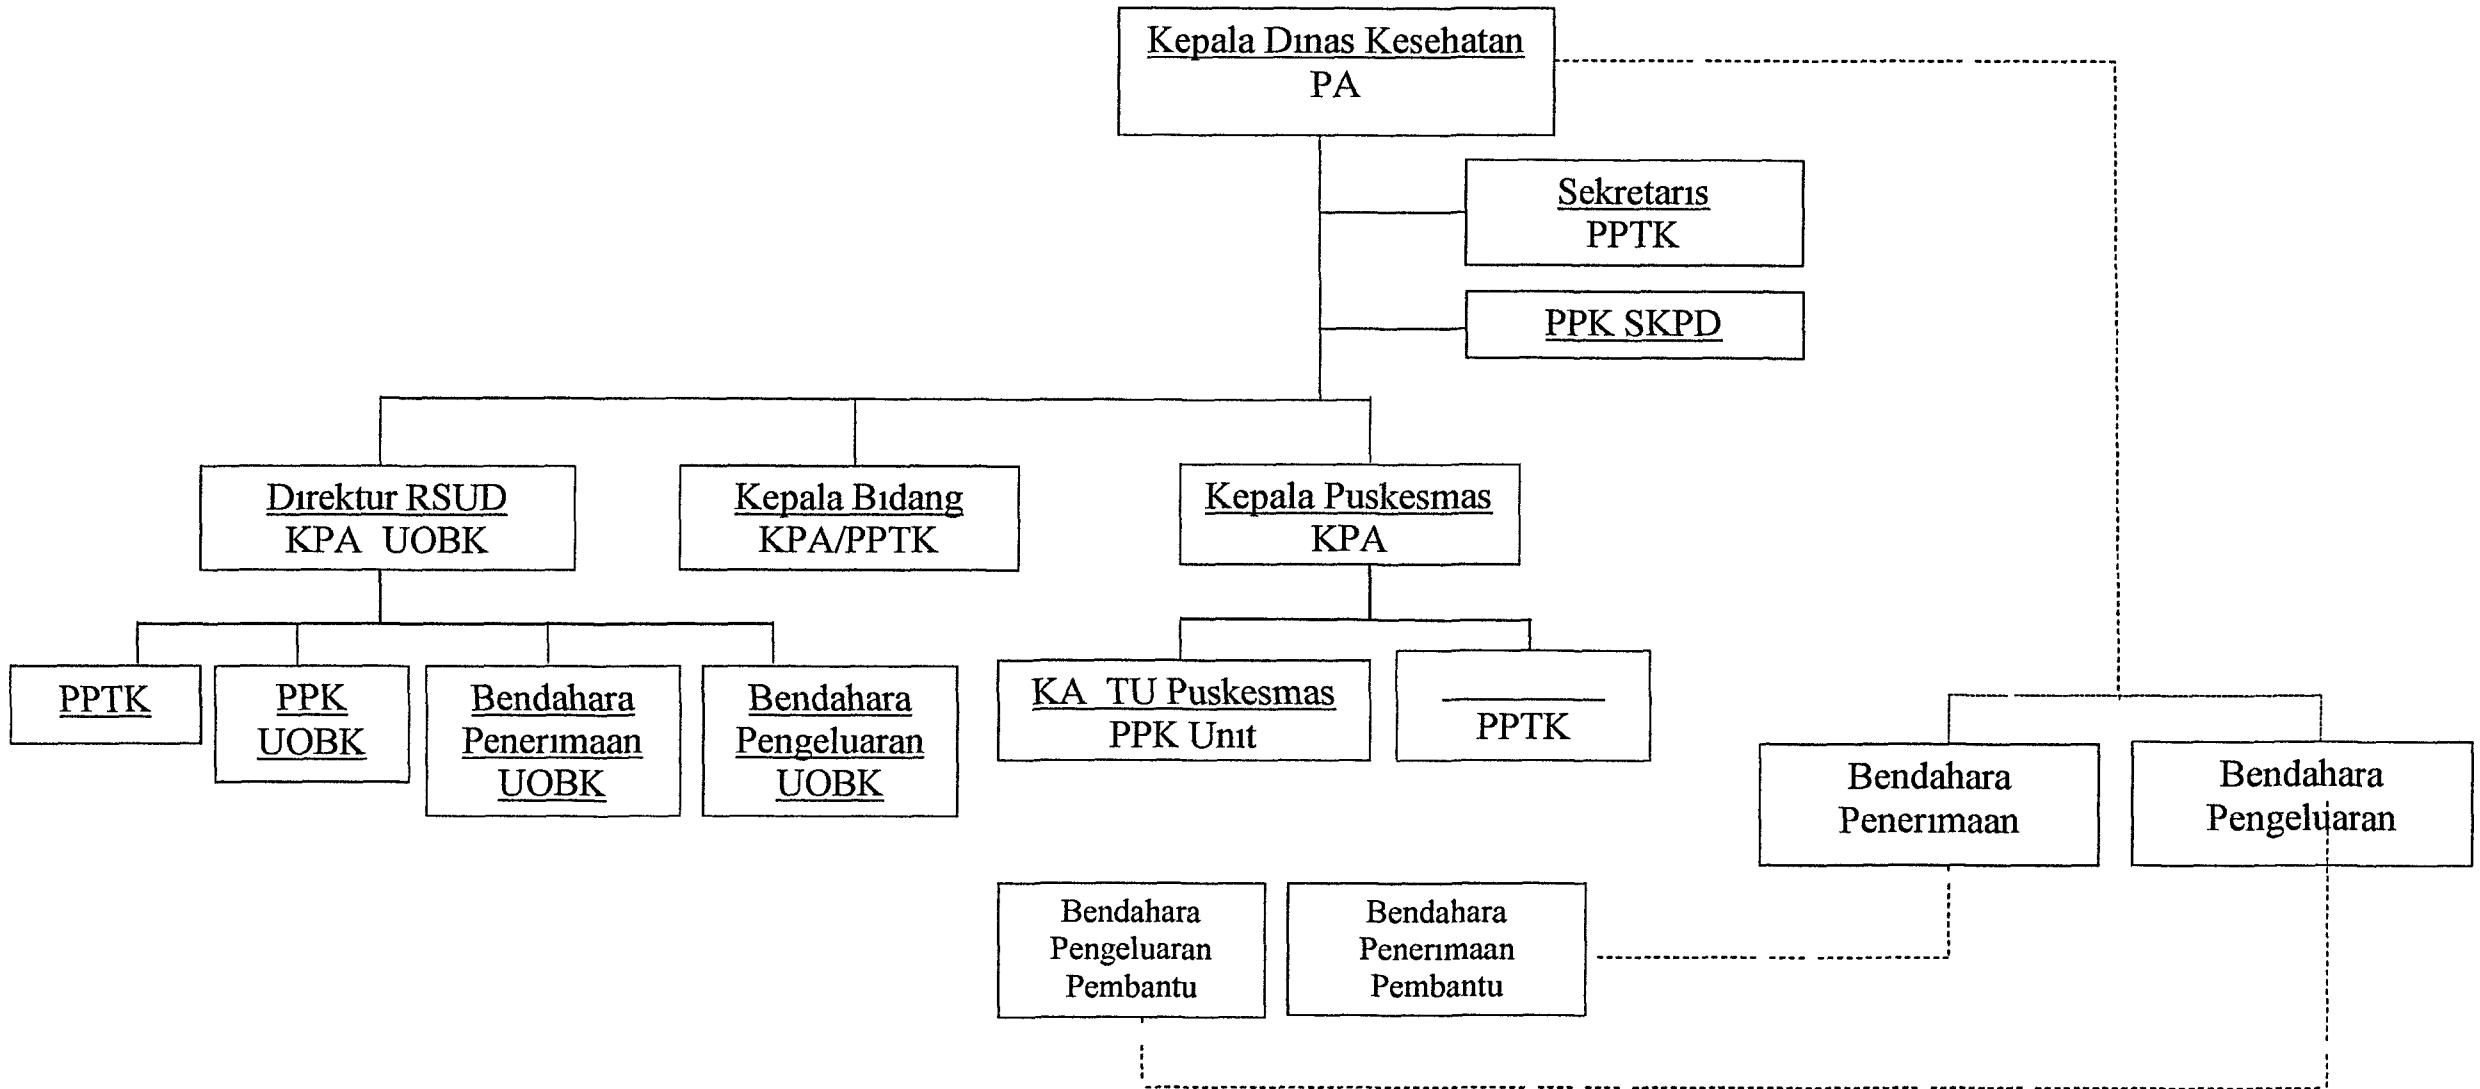 Kepala Dinas Kesehatan
PA
Sekretaris
PPTK
PPK SKPD
Direktur RSUD
KPA UOBK
Kepala Bidang
KPA/PPTK
Kepala Puskesmas
KPA
PPTK
PPK
UOBK
Bendahara
Penerimaan
UOBK
Bendahara
Pengeluaran
UOBK
KA TU Puskesmas
PPK Unit
PPTK
Bendahara
Penerimaan
Bendahara
Pengeluaran
Bendahara
Pengeluaran
Pembantu
Bendahara
Penerimaan
Pembantu